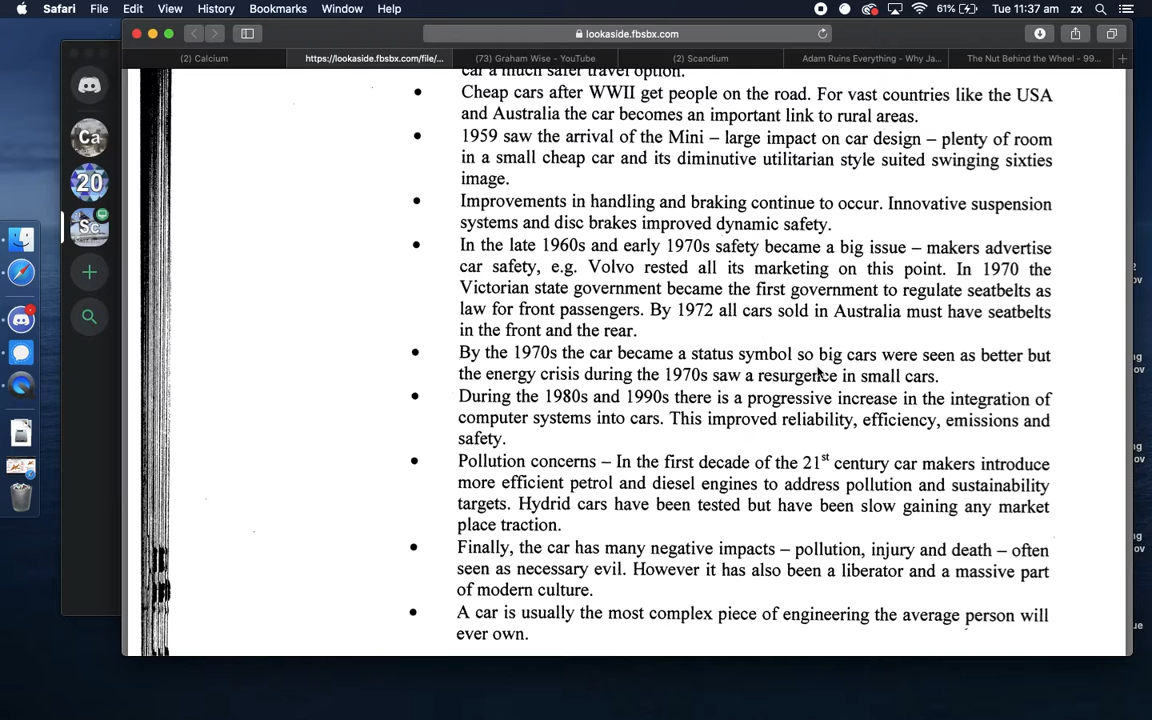 Safari File Edit View History Bookmarks Window Help 61% Tue 11:37 am zx
lookaside.fbsbx.com
(2) Calcium https://lookaside.fbsbx.com/file/... (73) Graham Wise - YouTube (2) Scandium Adam Ruins Everything - Why Ja... The Nut Behind the Wheel - 99...
car a much safer travel option.
• Cheap cars after WWII get people on the road. For vast countries like the USA
and Australia the car becomes an important link to rural areas.
• 1959 saw the arrival of the Mini – large impact on car design – plenty of room
in a small cheap car and its diminutive utilitarian style suited swinging sixties
image.
• Improvements in handling and braking continue to occur. Innovative suspension
systems and disc brakes improved dynamic safety.
• In the late 1960s and early 1970s safety became a big issue – makers advertise
car safety, e.g. Volvo rested all its marketing on this point. In 1970 the
Victorian state government became the first government to regulate seatbelts as
law for front passengers. By 1972 all cars sold in Australia must have seatbelts
in the front and the rear.
• By the 1970s the car became a status symbol so big cars were seen as better but
the energy crisis during the 1970s saw a resurgence in small cars.
• During the 1980s and 1990s there is a progressive increase in the integration of
computer systems into cars. This improved reliability, efficiency, emissions and
safety.
• Pollution concerns – In the first decade of the 21st century car makers introduce
more efficient petrol and diesel engines to address pollution and sustainability
targets. Hydrid cars have been tested but have been slow gaining any market
place traction.
• Finally, the car has many negative impacts – pollution, injury and death – often
seen as necessary evil. However it has also been a liberator and a massive part
of modern culture.
• A car is usually the most complex piece of engineering the average person will
ever own.
Ca
20
Sc